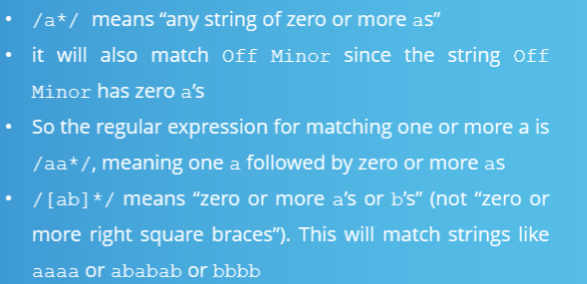 • /a*/ means “any string of zero or more as”
• it will also match Off Minor since the string Off
Minor has zero a’s
• So the regular expression for matching one or more a is
/aa*/, meaning one a followed by zero or more as
• /[ab]*/ means “zero or more a’s or b’s” (not “zero or
more right square braces”). This will match strings like
aaaa or ababab or bbbb